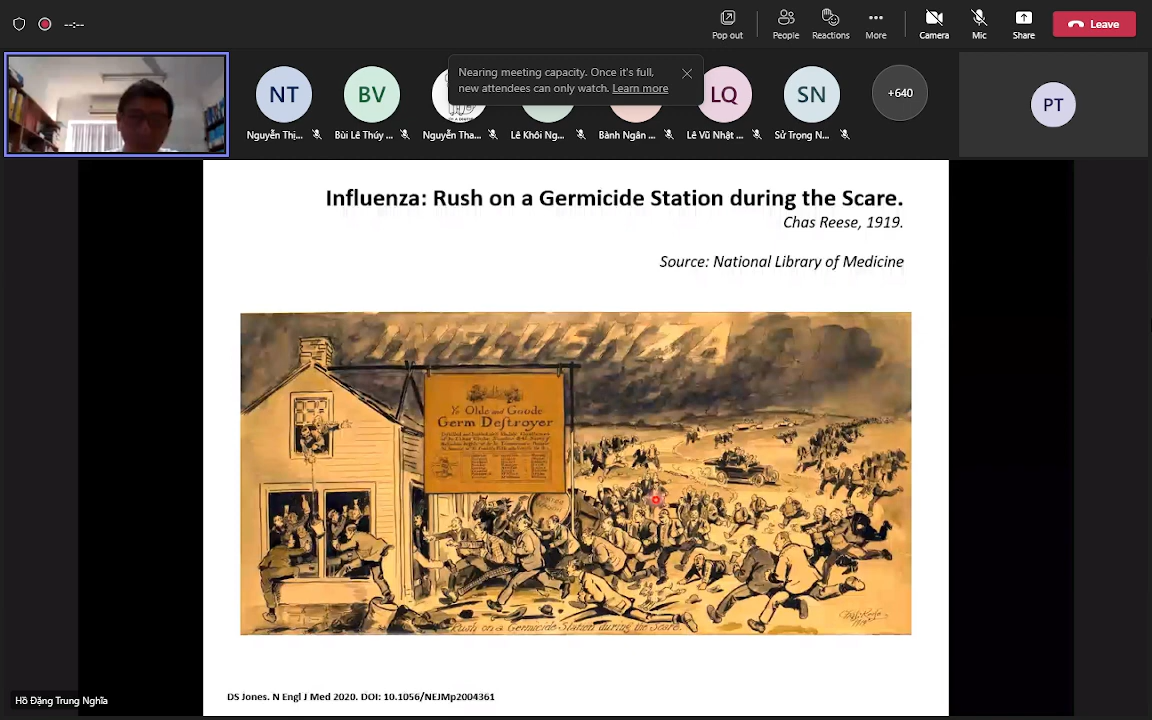 --:--
Pop out
People
Reactions
More
Camera
Mic
Share
Leave
Nearing meeting capacity. Once it's full,
new attendees can only watch. Learn more
NT
BV
LQ
SN
+640
PT
Nguyễn Thị...
Bùi Lê Thúy ...
Nguyễn Tha...
Lê Khôi Ng...
Bành Ngân ...
Lê Vũ Nhật ...
Sử Trọng N...
Influenza: Rush on a Germicide Station during the Scare.
Chas Reese, 1919.
Source: National Library of Medicine
INFLUENZA
Ye Olde and Goode
Germ Destroyer
Rush on a Germicide Station during the Scare.
DS Jones. N Engl J Med 2020. DOI: 10.1056/NEJMp2004361
Hồ Đặng Trung Nghĩa